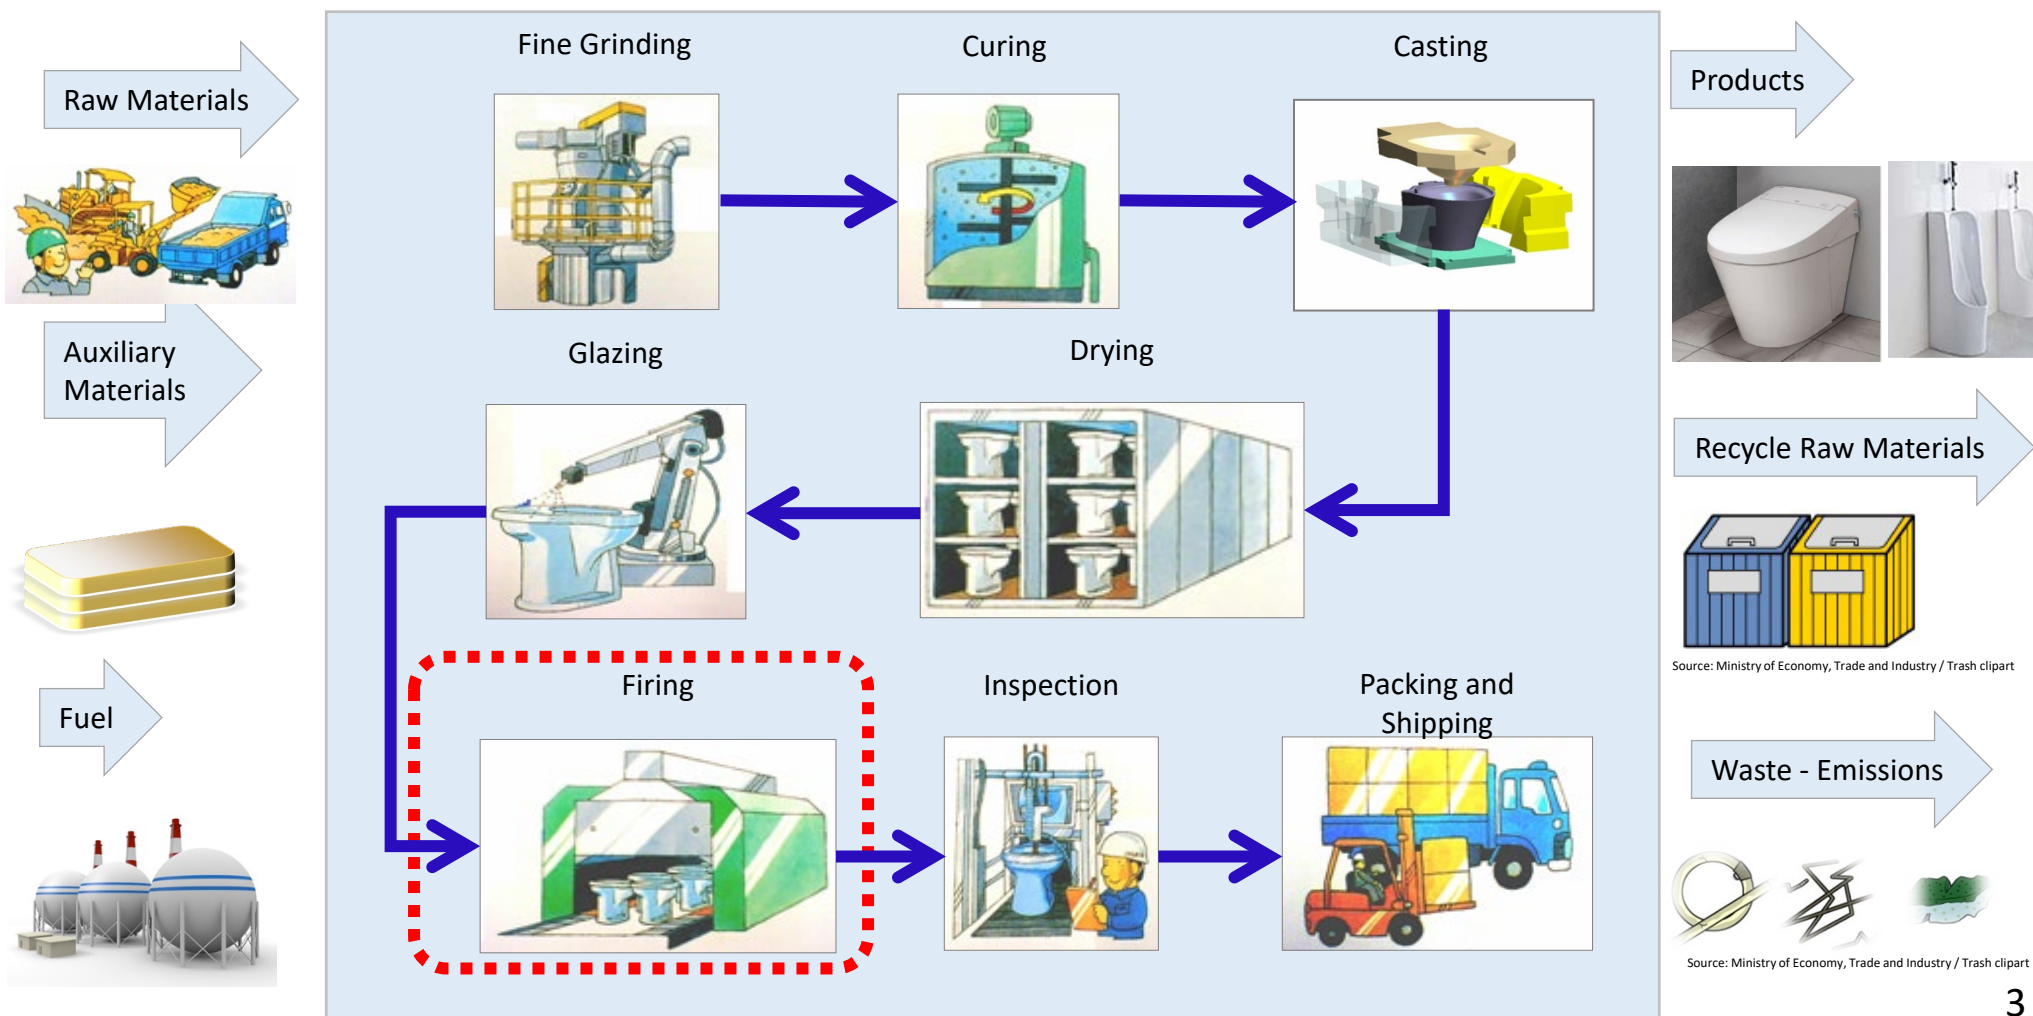 Raw Materials
Auxiliary
Materials
Fuel
Fine Grinding
Curing
Casting
Glazing
Drying
Firing
Inspection
Packing and
Shipping
Products
Recycle Raw Materials
Source: Ministry of Economy, Trade and Industry / Trash clipart
Waste - Emissions
Source: Ministry of Economy, Trade and Industry / Trash clipart
3